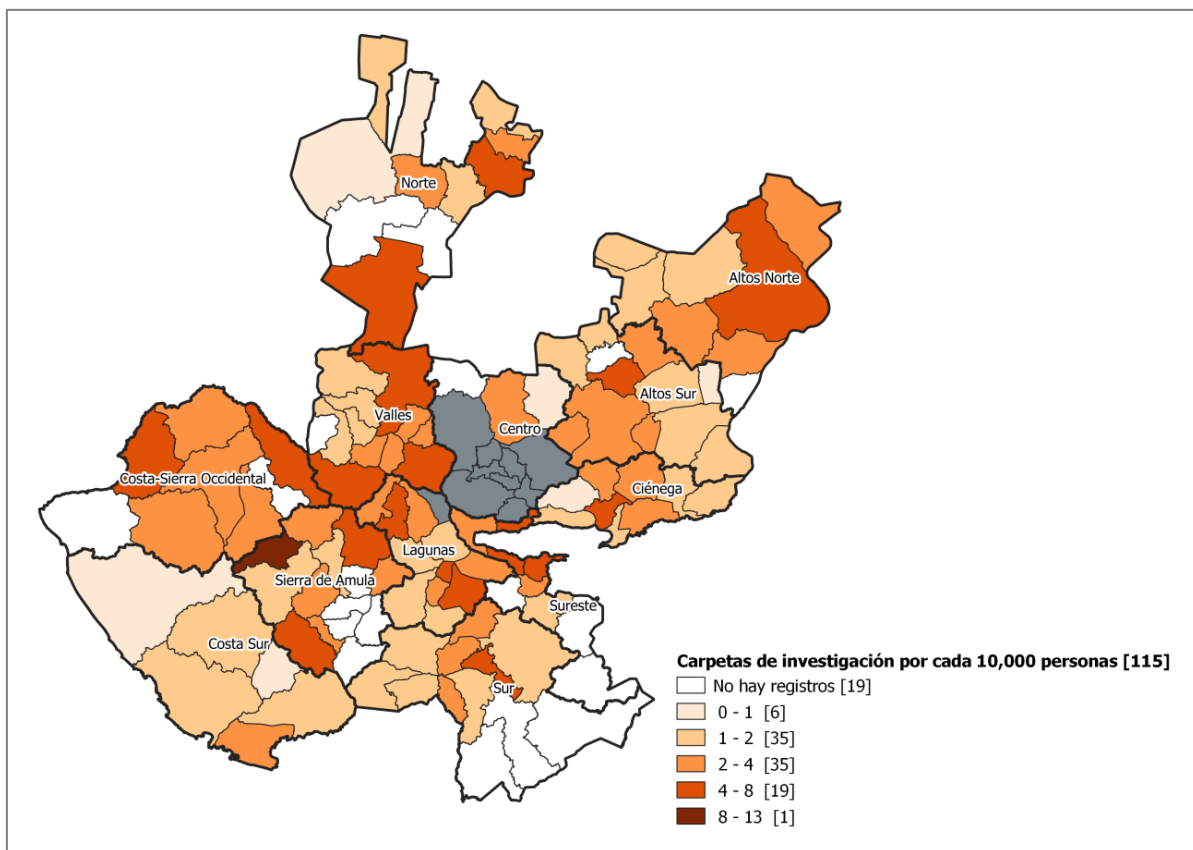 Norte
Altos Norte
Altos Sur
Valles
Centro
Costa-Sierra Occidental
Ciénega
Lagunas
Sierra de Amula
Sureste
Costa Sur
Sur
Carpetas de investigación por cada 10,000 personas [115]
No hay registros [19]
0 - 1 [6]
1 - 2 [35]
2 - 4 [35]
4 - 8 [19]
8 - 13 [1]